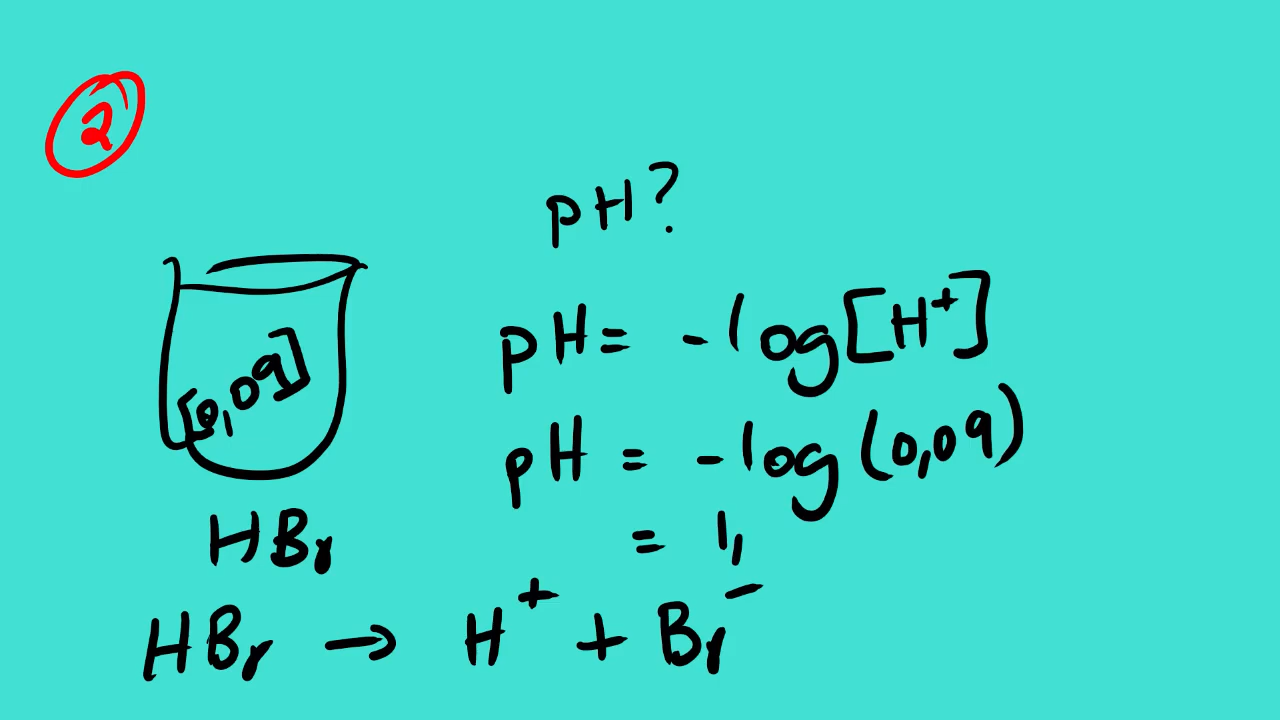 2
pH?
[0,09]
pH = -log[H+]
pH = -log(0,09)
= 1,
HBr
HBr → H+ + Br-